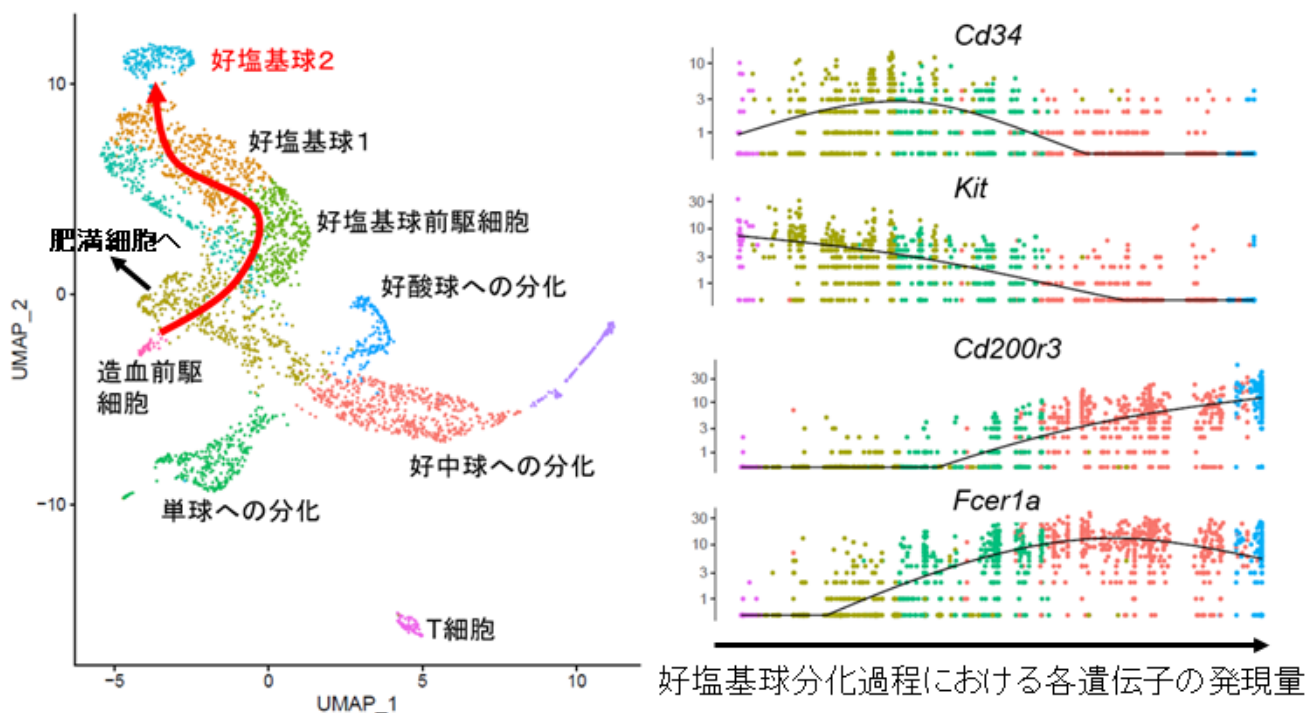 好塩基球2
好塩基球1
好塩基球前駆細胞
肥満細胞へ
好酸球への分化
造血前駆
細胞
好中球への分化
単球への分化
T細胞
10
0
−10
UMAP_2
−5
0
5
10
UMAP_1
Cd34
10
3
1
Kit
30
10
3
1
Cd200r3
30
10
3
1
Fcer1a
30
10
3
1
好塩基球分化過程における各遺伝子の発現量